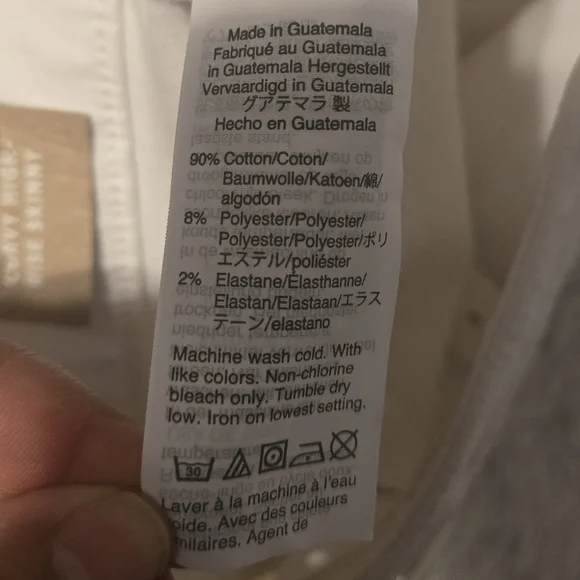 Made in Guatemala
Fabriqué au Guatemala
in Guatemala Hergestellt
Vervaardigd in Guatemala
グアテマラ 製
Hecho en Guatemala
90% Cotton/Coton/
Baumwolle/Katoen/綿/
algodón
8% Polyester/Polyester/
Polyester/Polyester/ポリ
エステル/poliéster
2% Elastane/Élasthanne/
Elastan/Elastaan/エラス
テーン/elastano
Machine wash cold. With
like colors. Non-chlorine
bleach only. Tumble dry
low. Iron on lowest setting.
30
Laver à la machine à l'eau
Avec des couleurs
Agent de
CURVY HIGH-
RISE SKINNY